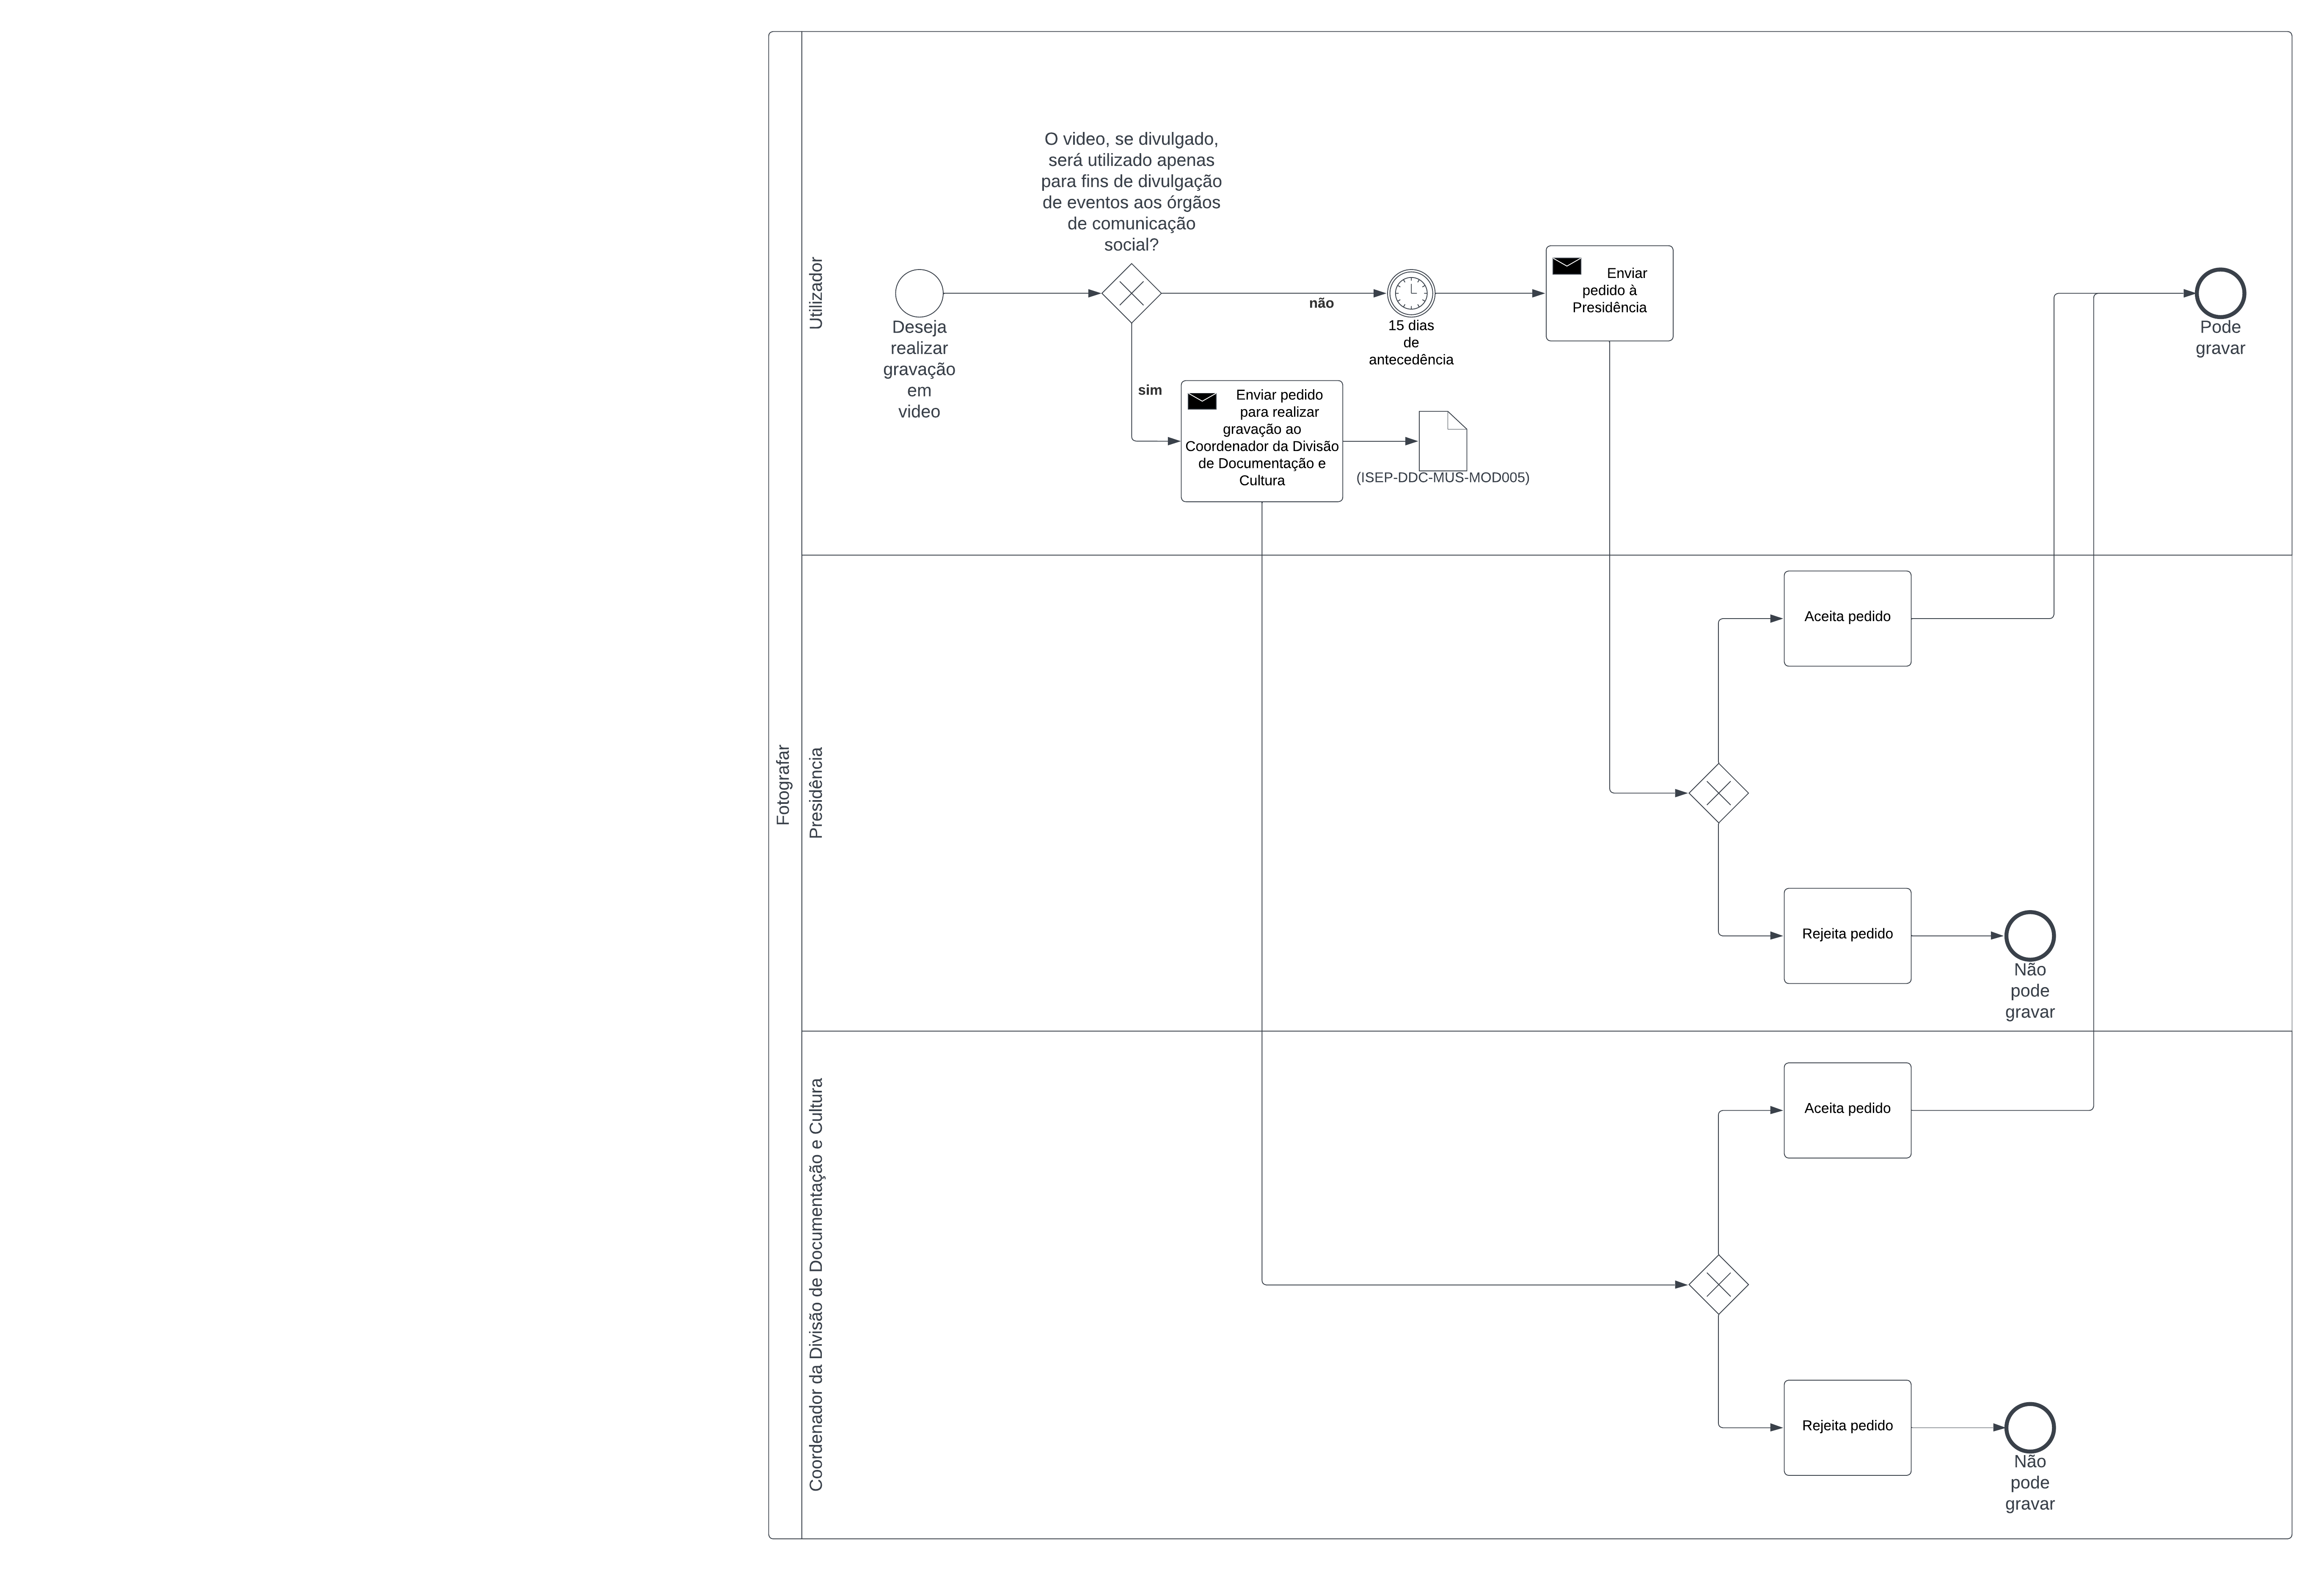 Fotografar
Utilizador
O video, se divulgado,
será utilizado apenas
para fins de divulgação
de eventos aos órgãos
de comunicação
social?
Deseja
realizar
gravação
em
video
não
sim
15 dias
de
antecedência
Enviar
pedido à
Presidência
Enviar pedido
para realizar
gravação ao
Coordenador da Divisão
de Documentação e
Cultura
(ISEP-DDC-MUS-MOD005)
Pode
gravar
Presidência
Aceita pedido
Rejeita pedido
Não
pode
gravar
Coordenador da Divisão de Documentação e Cultura
Aceita pedido
Rejeita pedido
Não
pode
gravar